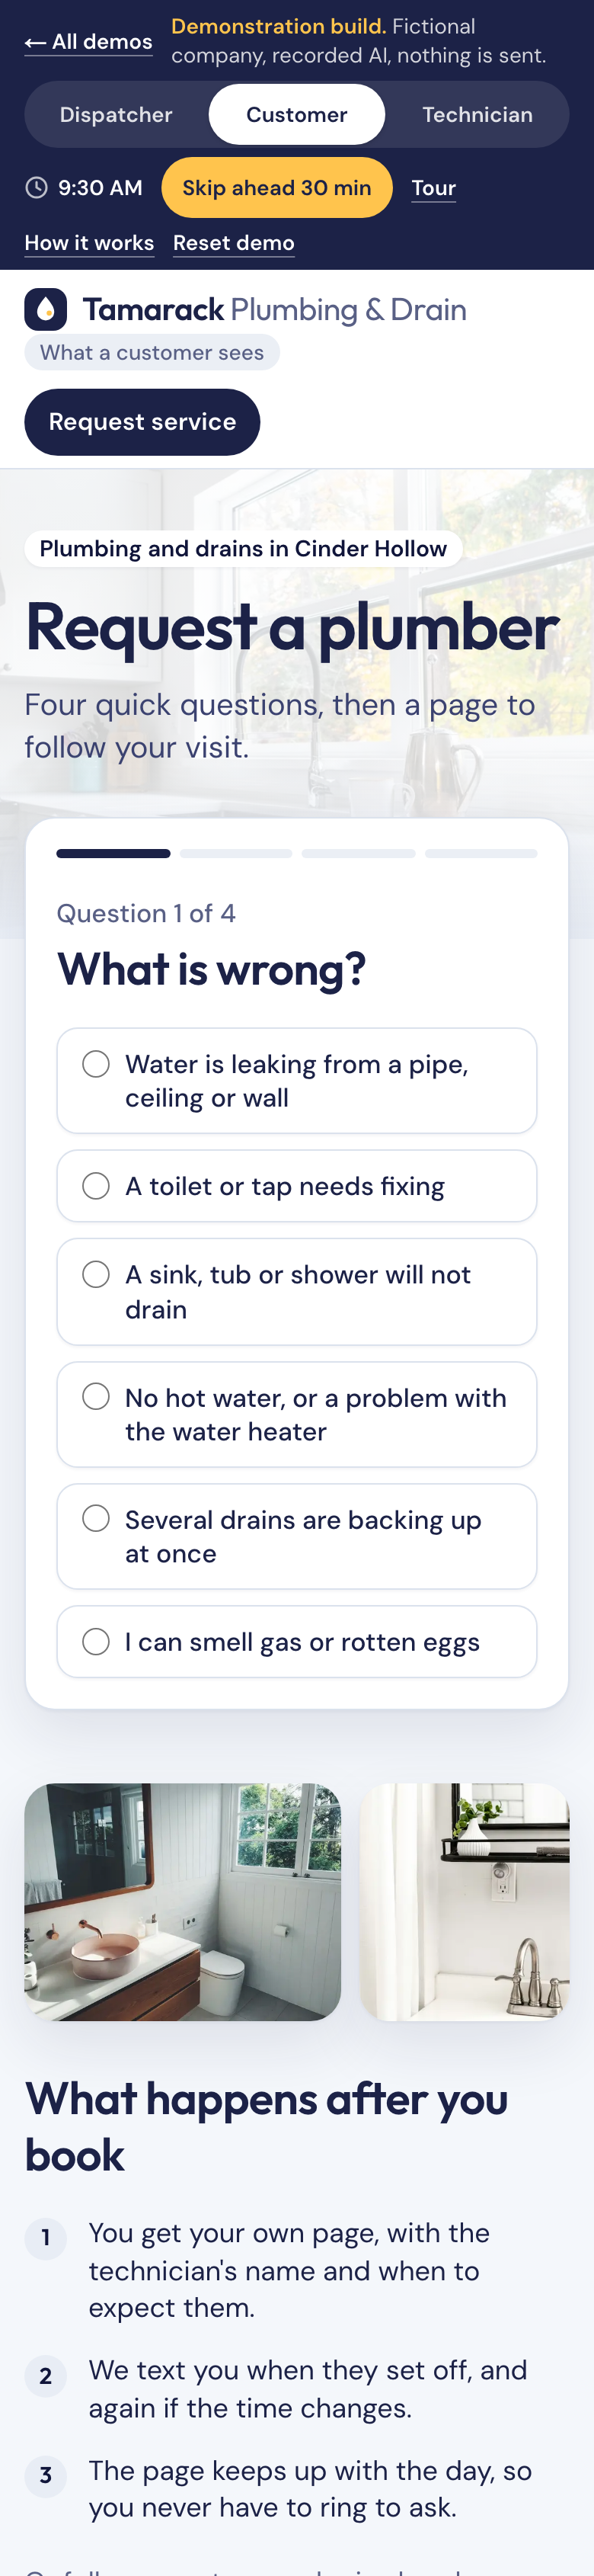 ← All demos
Demonstration build. Fictional
company, recorded AI, nothing is sent.
Dispatcher Customer Technician
9:30 AM Skip ahead 30 min Tour
How it works Reset demo
Tamarack Plumbing & Drain
What a customer sees
Request service
Plumbing and drains in Cinder Hollow
Request a plumber
Four quick questions, then a page to
follow your visit.
Question 1 of 4
What is wrong?
Water is leaking from a pipe,
ceiling or wall
A toilet or tap needs fixing
A sink, tub or shower will not
drain
No hot water, or a problem with
the water heater
Several drains are backing up
at once
I can smell gas or rotten eggs
What happens after you
book
1 You get your own page, with the
technician's name and when to
expect them.
2 We text you when they set off, and
again if the time changes.
3 The page keeps up with the day, so
you never have to ring to ask.